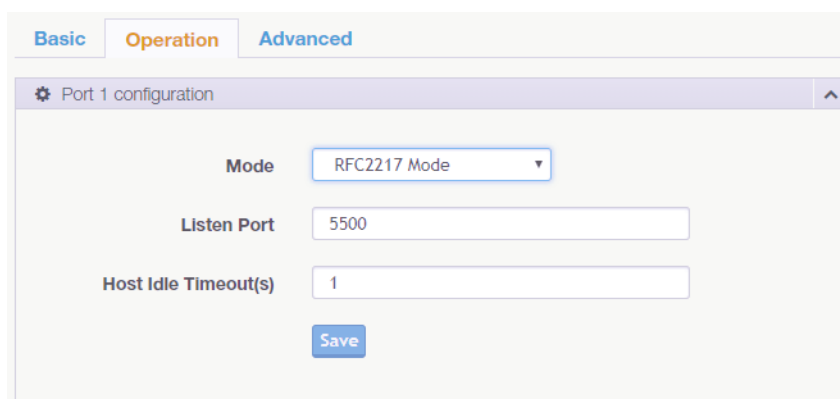 Basic Operation Advanced
Port 1 configuration
Mode RFC2217 Mode
Listen Port 5500
Host Idle Timeout(s) 1
Save